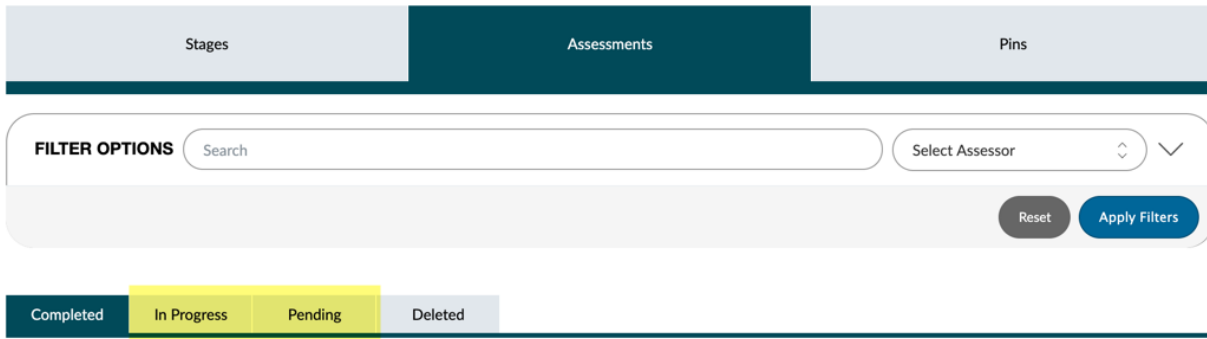 Stages Assessments Pins
FILTER OPTIONS Search Select Assessor
Reset Apply Filters
Completed In Progress Pending Deleted